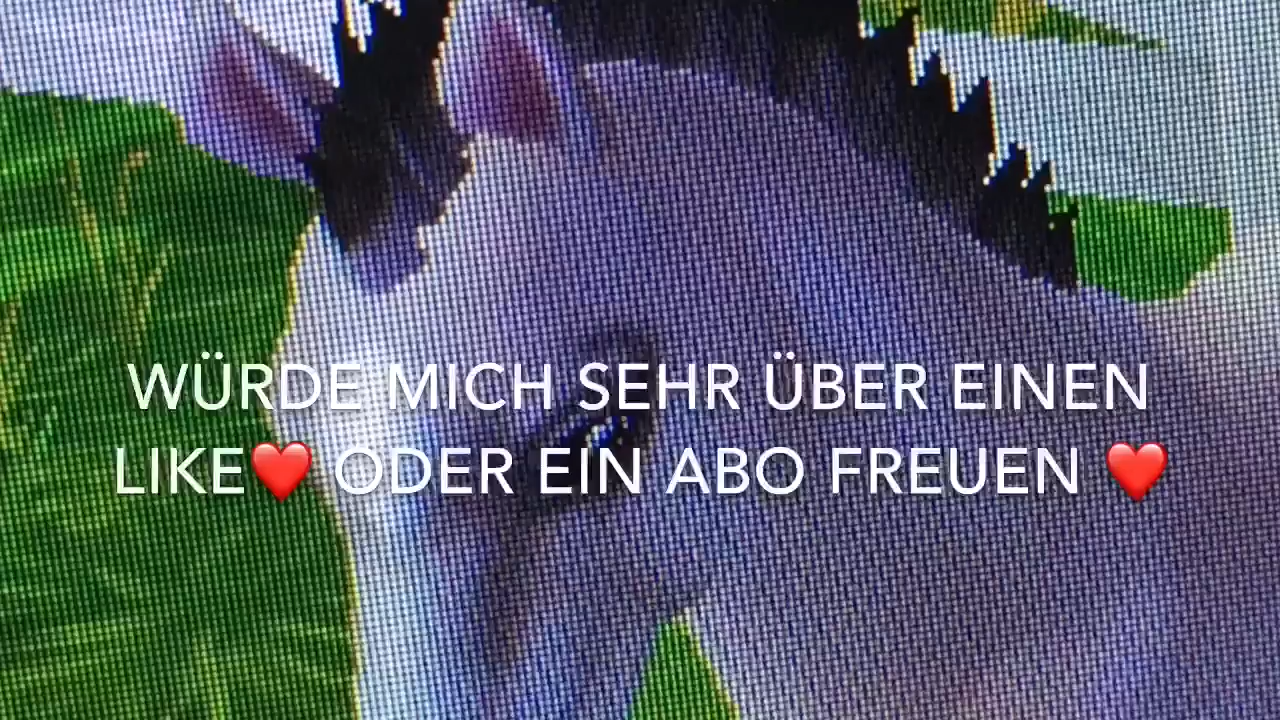 WÜRDE MICH SEHR ÜBER EINEN
LIKE❤️ ODER EIN ABO FREUEN ❤️